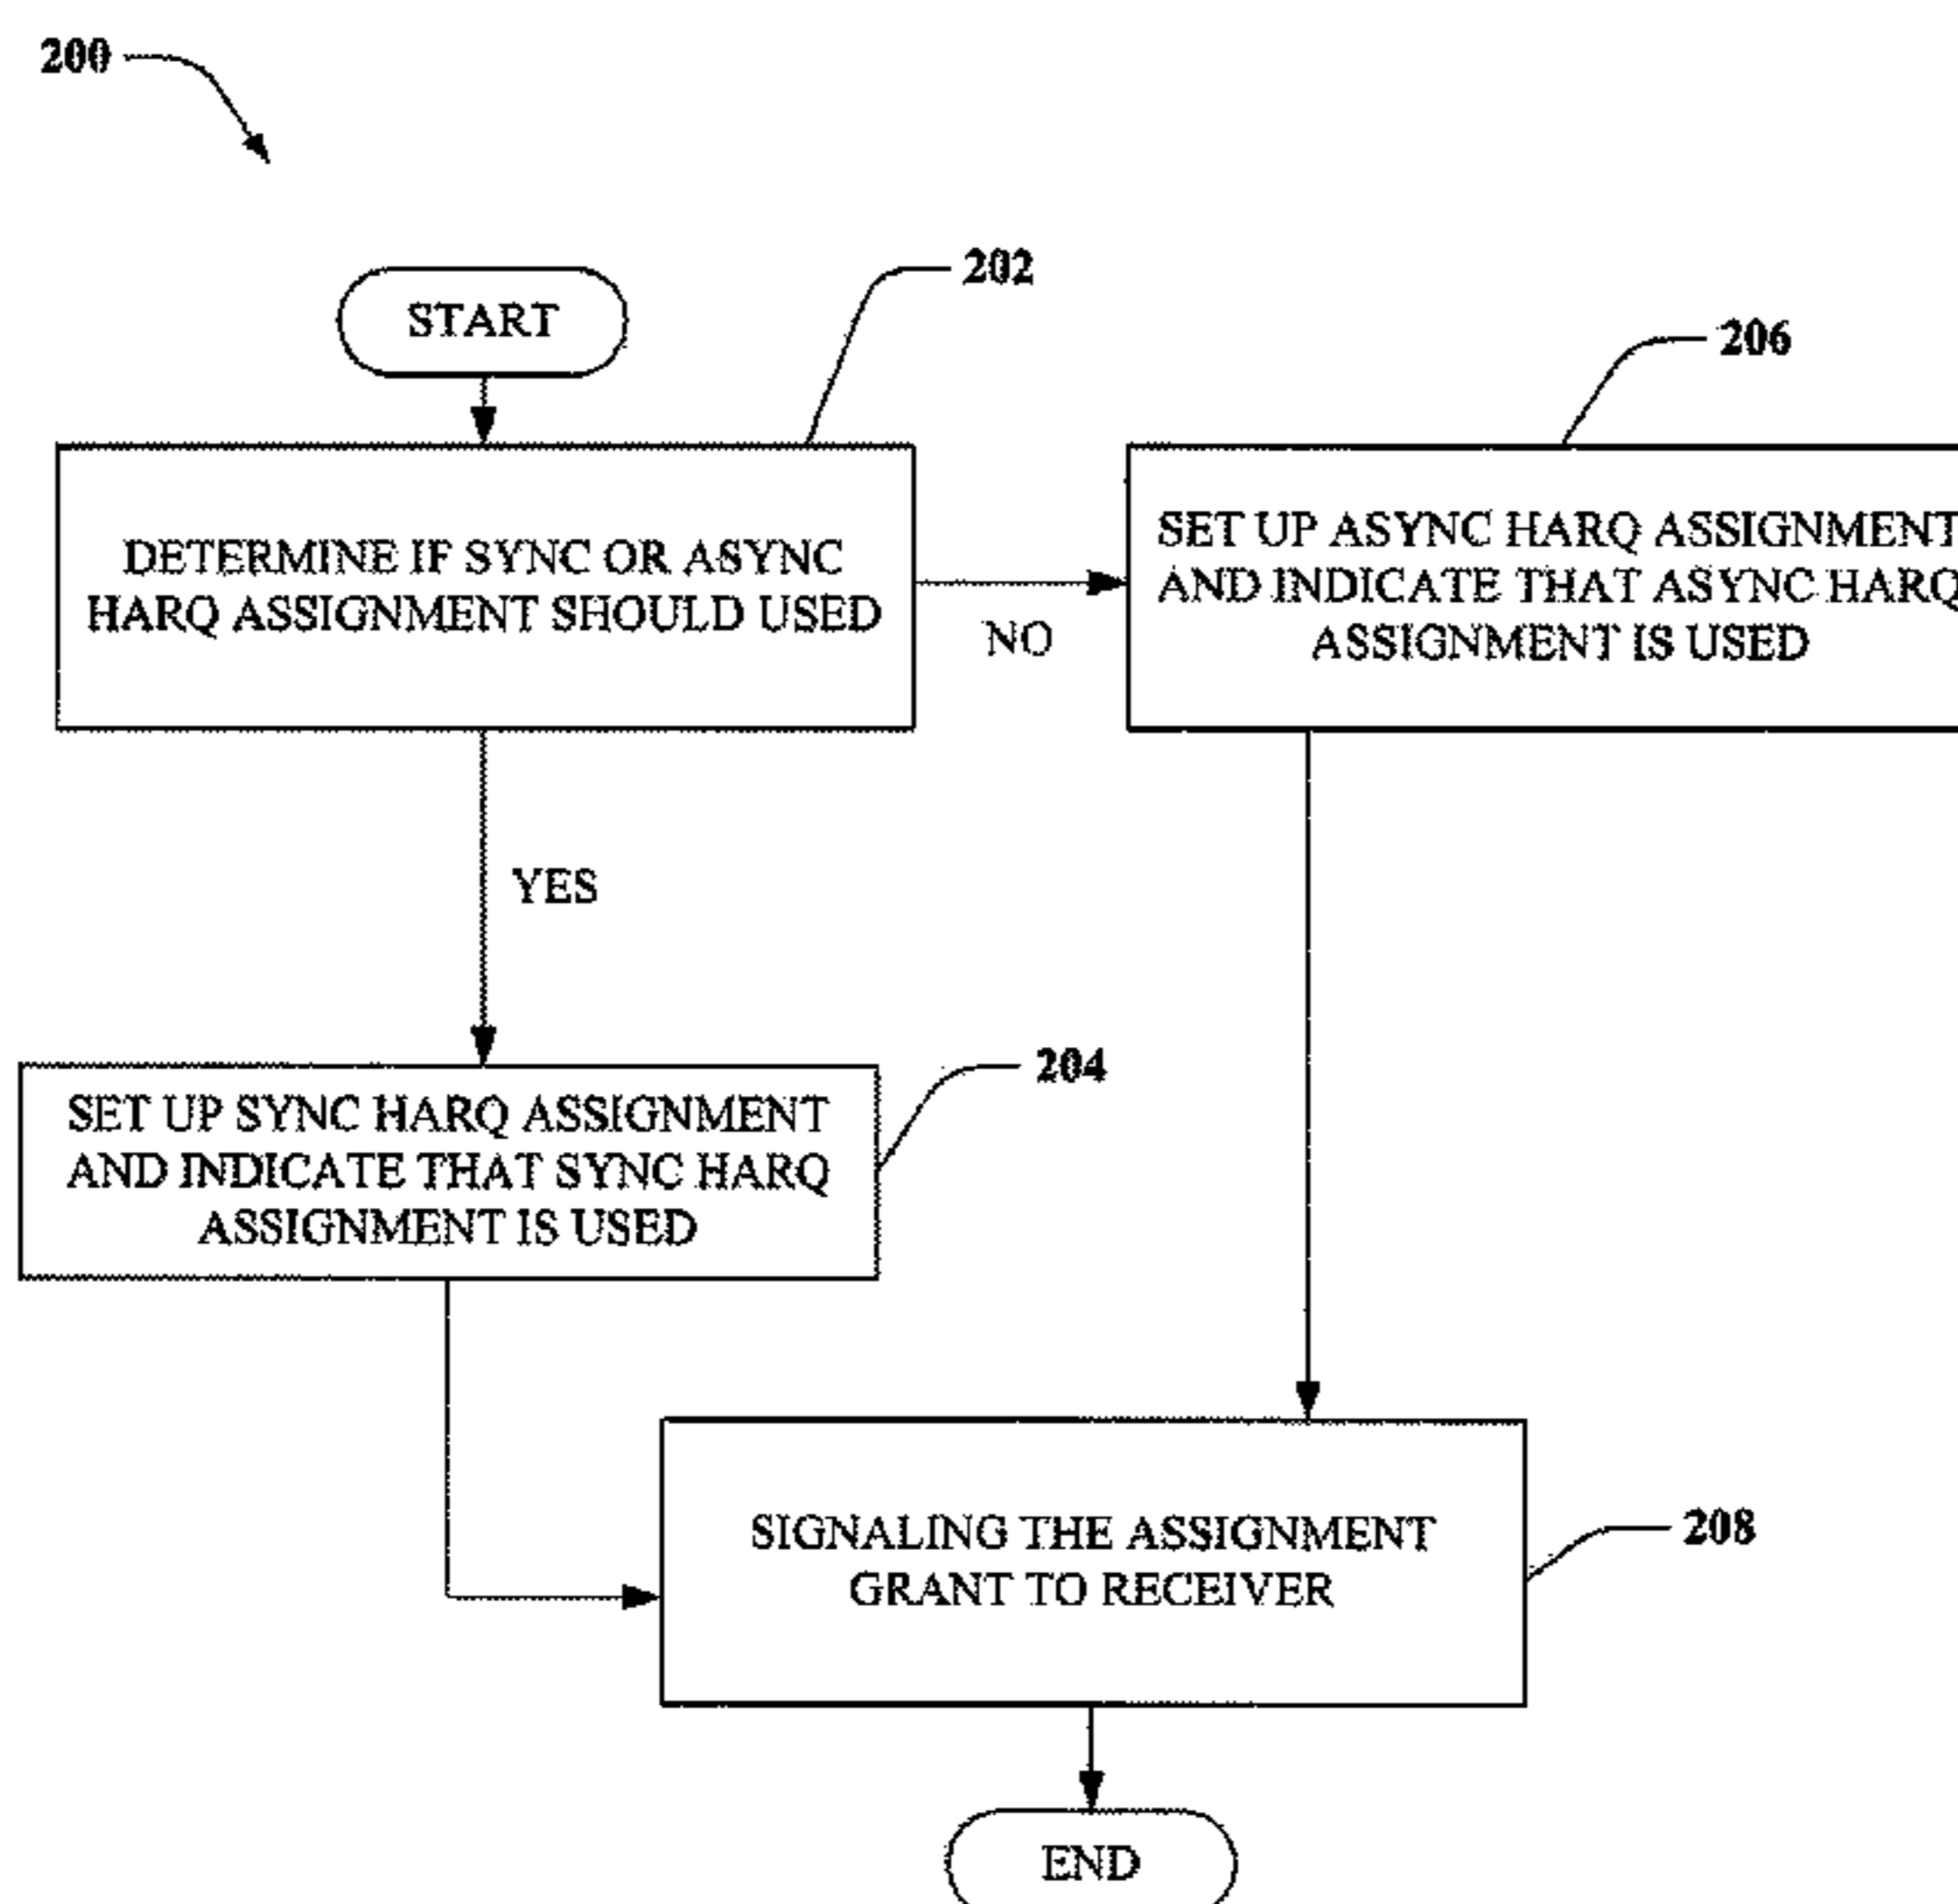 200
START
202
206
DETERMINE IF SYNC OR ASYNC
HARQ ASSIGNMENT SHOULD USED
NO
SET UP ASYNC HARQ ASSIGNMENT
AND INDICATE THAT ASYNC HARQ
ASSIGNMENT IS USED
YES
204
SET UP SYNC HARQ ASSIGNMENT
AND INDICATE THAT SYNC HARQ
ASSIGNMENT IS USED
SIGNALING THE ASSIGNMENT
GRANT TO RECEIVER
208
END